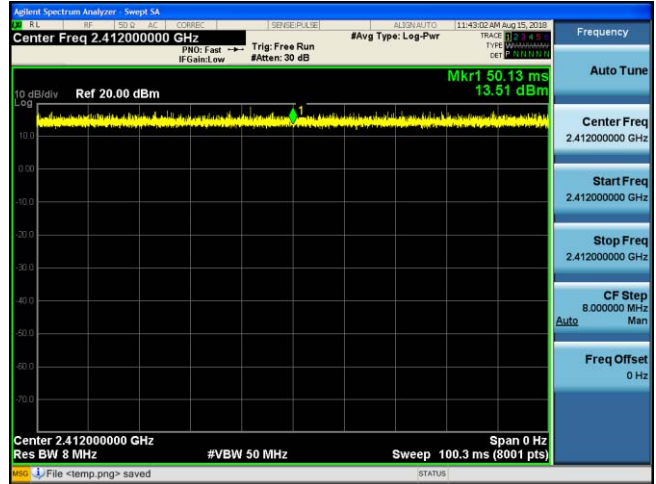 Agilent Spectrum Analyzer - Swept SA
RL RF 50 Ω AC CORREC SENSE:PULSE ALIGN AUTO 11:43:02 AM Aug 15, 2018
Center Freq 2.412000000 GHz
PNO: Fast
IFGain:Low
Trig: Free Run
#Atten: 30 dB
#Avg Type: Log-Pwr
TRACE 1 2 3 4 5 6
TYPE
DET P N N N N N
Mkr1 50.13 ms
13.51 dBm
10 dB/div Ref 20.00 dBm
Log
1
10.0
0.00
-10.0
-20.0
-30.0
-40.0
-50.0
-60.0
-70.0
Center 2.412000000 GHz Span 0 Hz
Res BW 8 MHz #VBW 50 MHz Sweep 100.3 ms (8001 pts)
MSG File <temp.png> saved STATUS
Frequency
Auto Tune
Center Freq
2.412000000 GHz
Start Freq
2.412000000 GHz
Stop Freq
2.412000000 GHz
CF Step
8.000000 MHz
Auto Man
Freq Offset
0 Hz